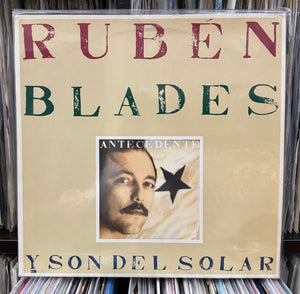 RUBÉN
BLADES
ANTECEDENTE
Y SON DEL SOLAR